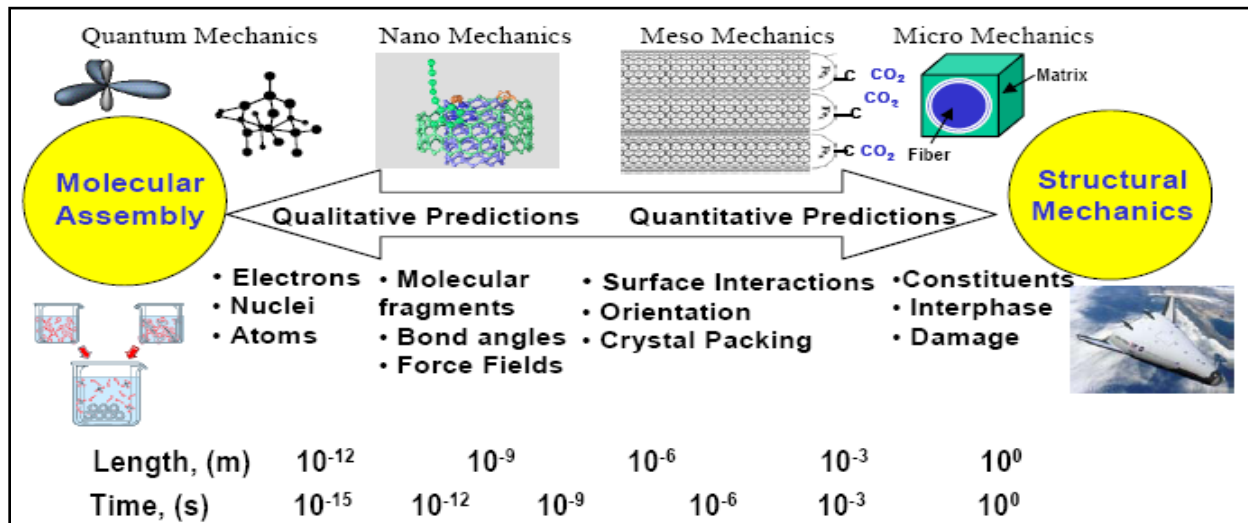 Quantum Mechanics
Nano Mechanics
Meso Mechanics
Micro Mechanics
C CO₂
CO₂
C
C CO₂
Matrix
Fiber
Molecular
Assembly
Qualitative Predictions
Quantitative Predictions
Structural
Mechanics
• Electrons
• Nuclei
• Atoms
• Molecular
fragments
• Bond angles
• Force Fields
• Surface Interactions
• Orientation
• Crystal Packing
•Constituents
• Interphase
• Damage
Length, (m) 10⁻¹² 10⁻⁹ 10⁻⁶ 10⁻³ 10⁰
Time, (s) 10⁻¹⁵ 10⁻¹² 10⁻⁹ 10⁻⁶ 10⁻³ 10⁰